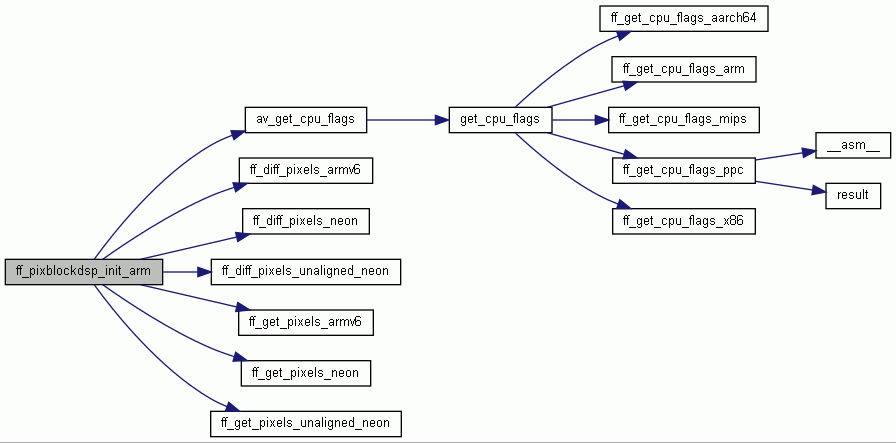 ff_get_cpu_flags_aarch64
ff_get_cpu_flags_arm
av_get_cpu_flags
get_cpu_flags
ff_get_cpu_flags_mips
__asm__
ff_diff_pixels_armv6
ff_get_cpu_flags_ppc
result
ff_diff_pixels_neon
ff_get_cpu_flags_x86
ff_pixblockdsp_init_arm
ff_diff_pixels_unaligned_neon
ff_get_pixels_armv6
ff_get_pixels_neon
ff_get_pixels_unaligned_neon